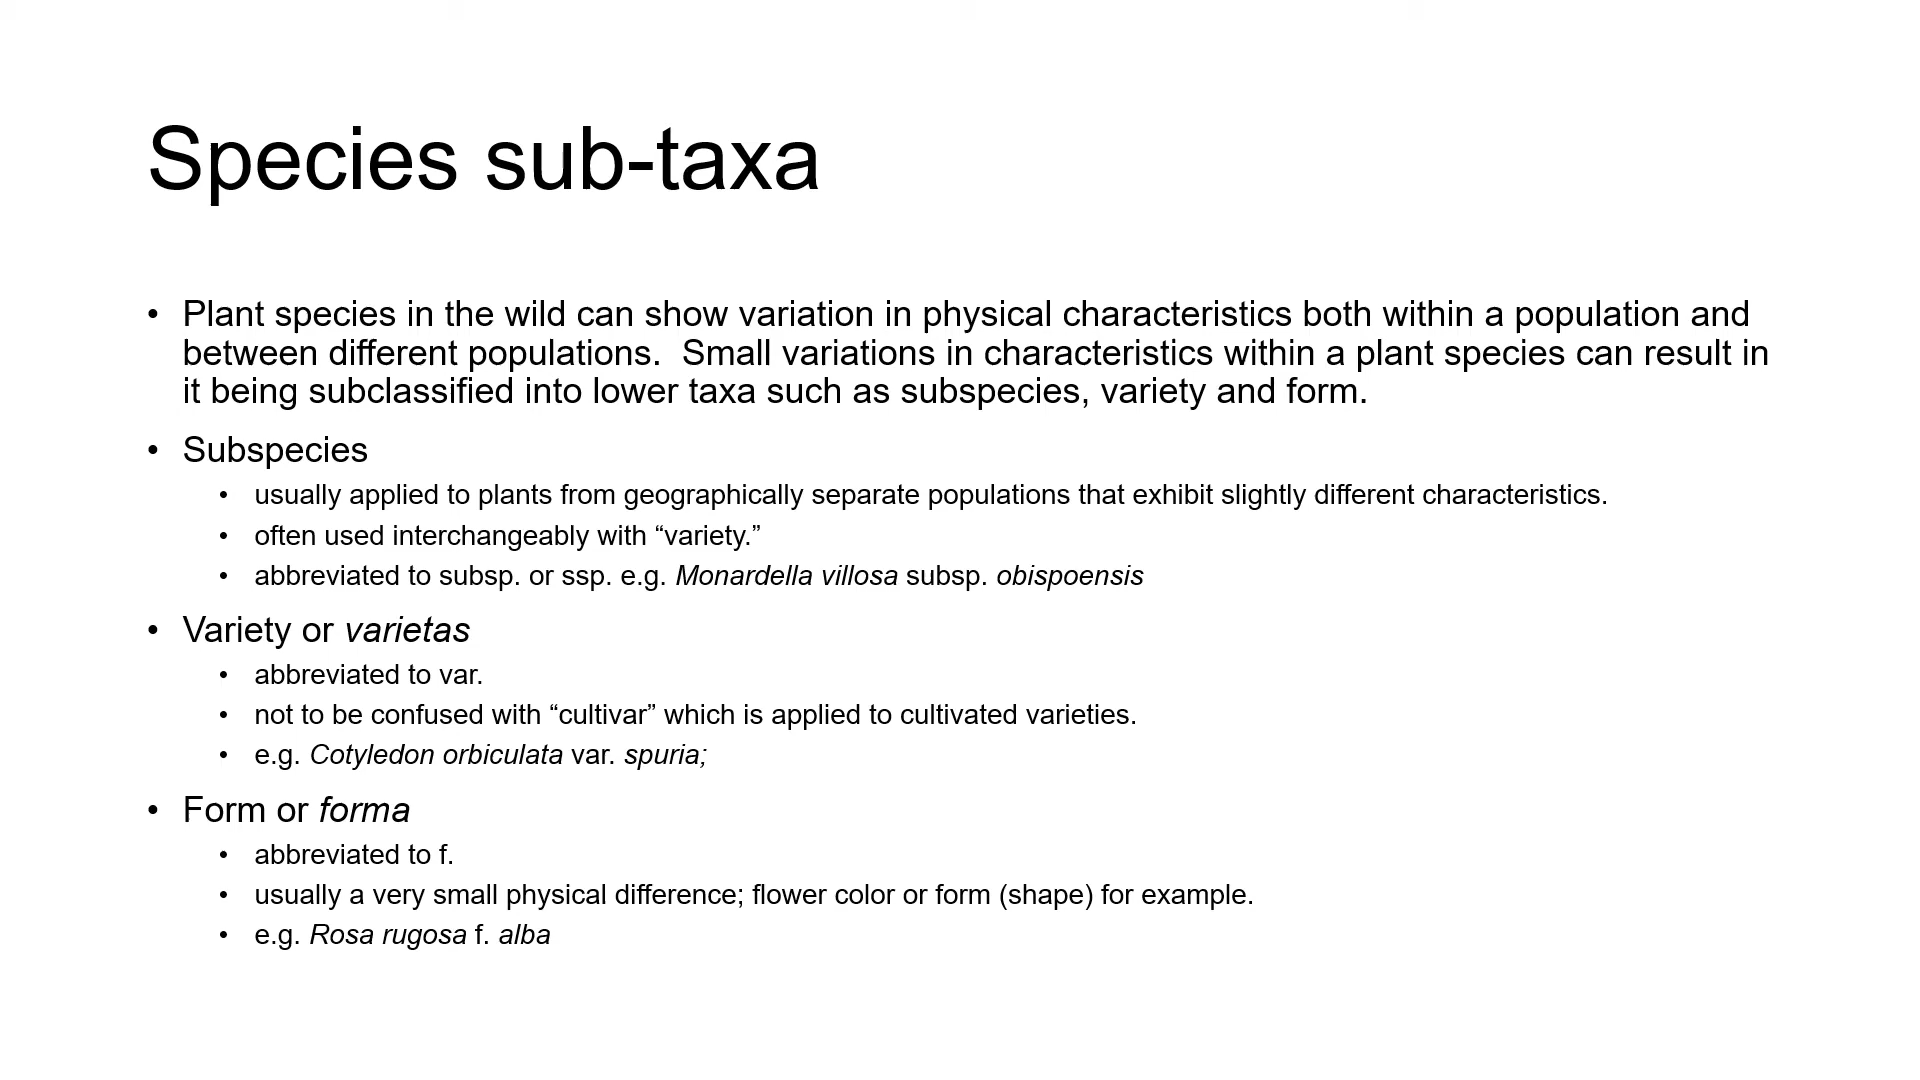 Species sub-taxa
• Plant species in the wild can show variation in physical characteristics both within a population and
between different populations.  Small variations in characteristics within a plant species can result in
it being subclassified into lower taxa such as subspecies, variety and form.
• Subspecies
• usually applied to plants from geographically separate populations that exhibit slightly different characteristics.
• often used interchangeably with “variety.”
• abbreviated to subsp. or ssp. e.g. Monardella villosa subsp. obispoensis
• Variety or varietas
• abbreviated to var.
• not to be confused with “cultivar” which is applied to cultivated varieties.
• e.g. Cotyledon orbiculata var. spuria;
• Form or forma
• abbreviated to f.
• usually a very small physical difference; flower color or form (shape) for example.
• e.g. Rosa rugosa f. alba